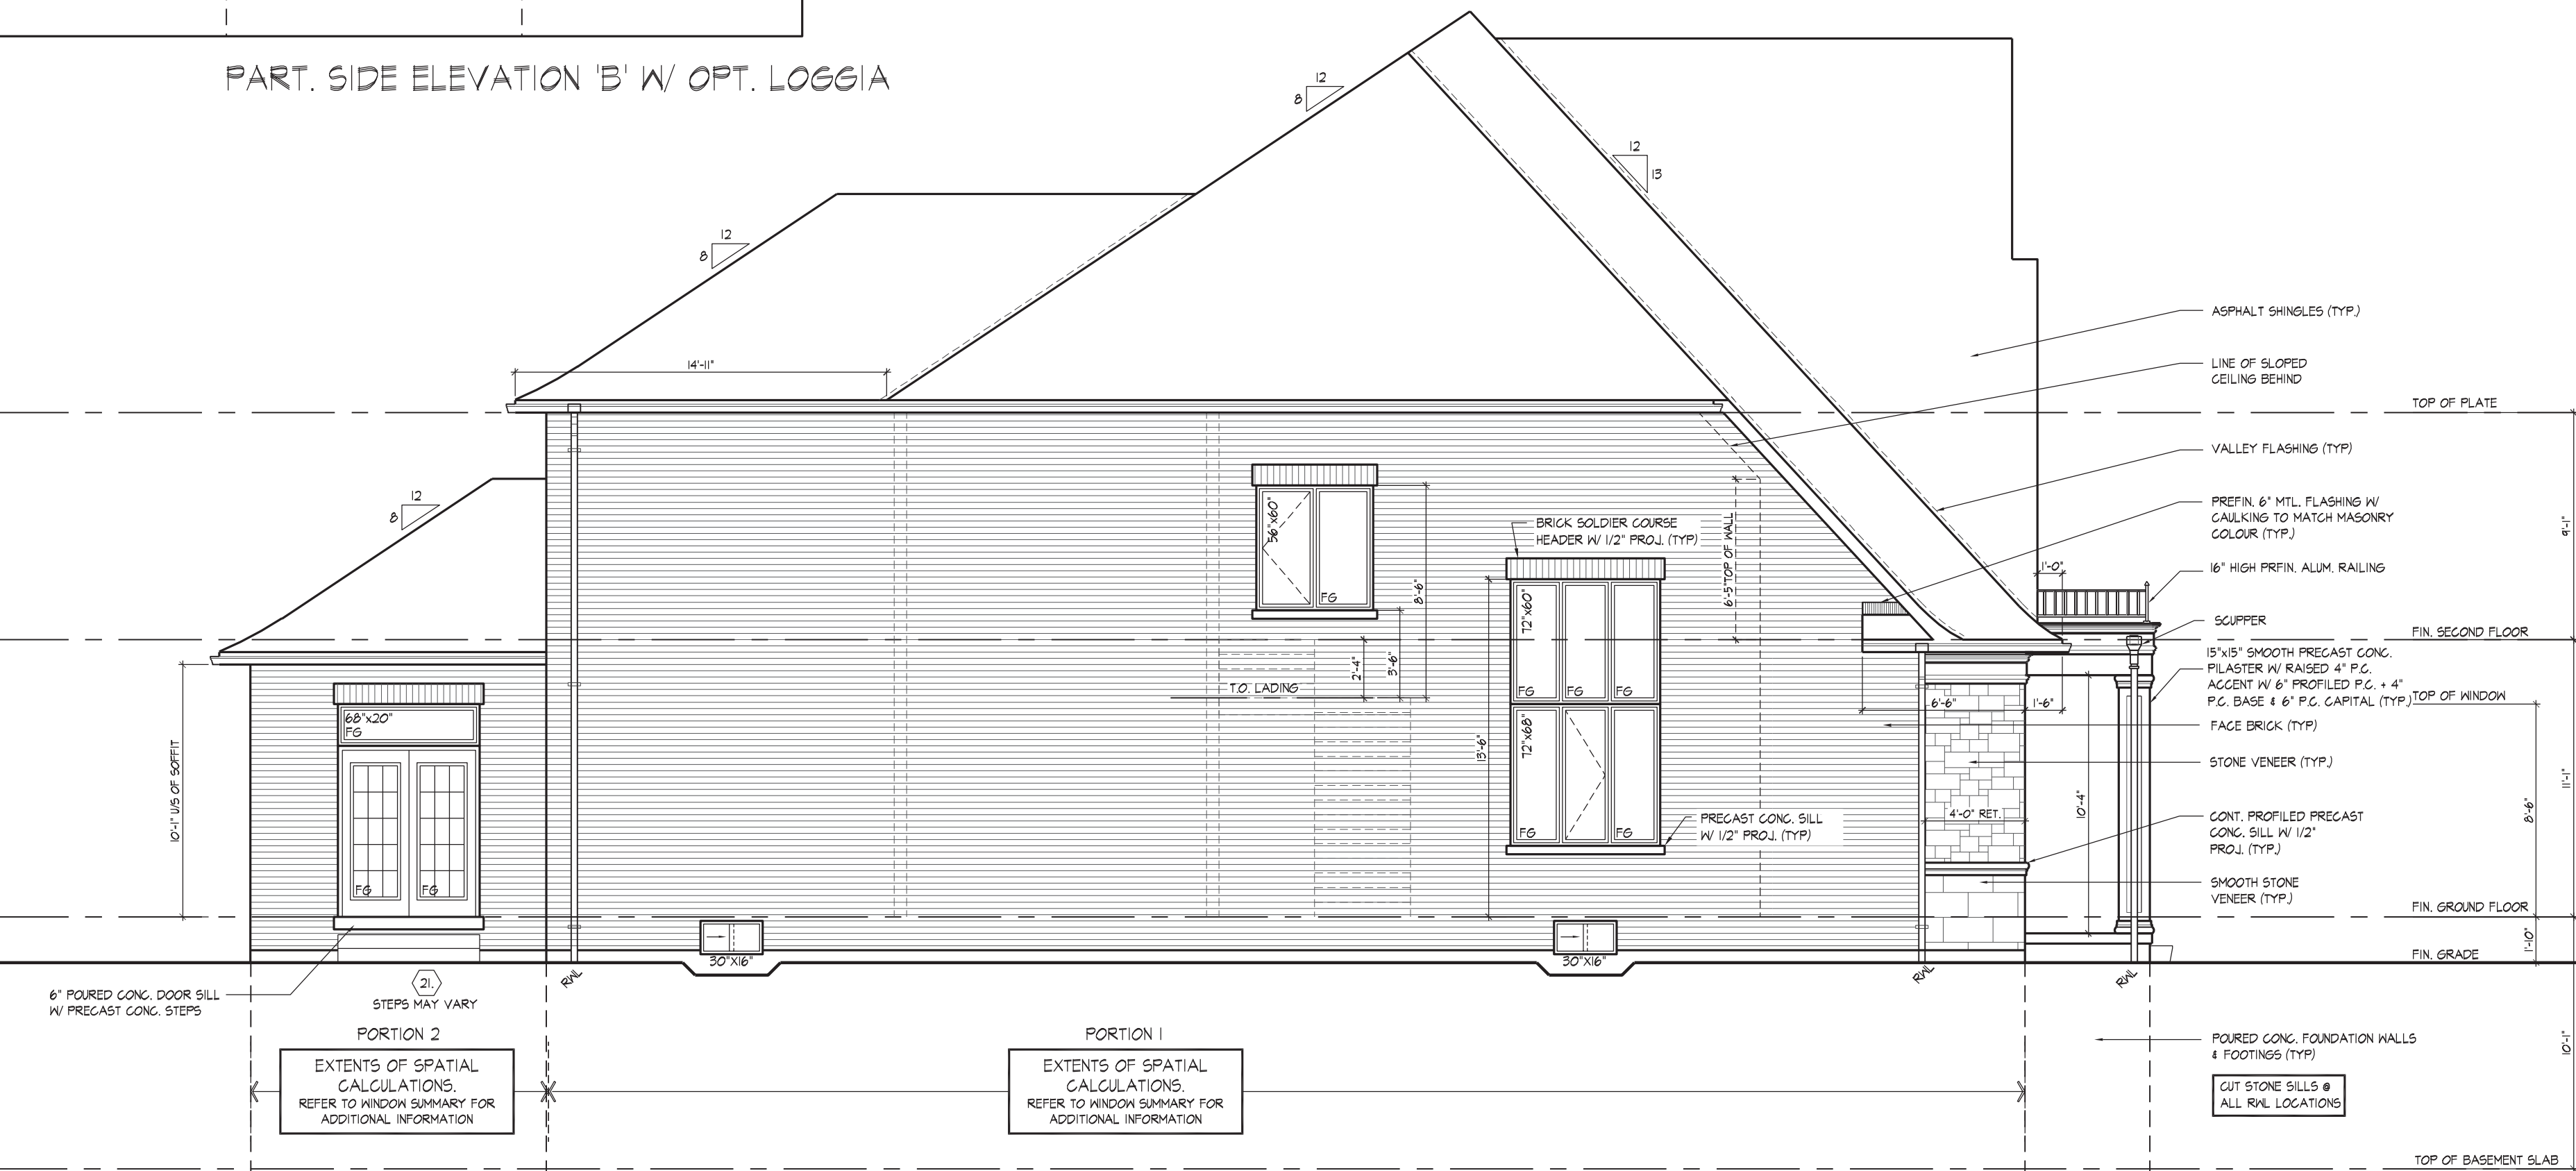 PART. SIDE ELEVATION 'B' W/ OPT. LOGGIA
12
8
12
13
12
8
12
8
14'-11"
ASPHALT SHINGLES (TYP.)
LINE OF SLOPED
CEILING BEHIND
TOP OF PLATE
VALLEY FLASHING (TYP)
PREFIN. 6" MTL. FLASHING W/
CAULKING TO MATCH MASONRY
COLOUR (TYP.)
9'-1"
1'-0"
16" HIGH PRFIN. ALUM. RAILING
SCUPPER
FIN. SECOND FLOOR
15"x15" SMOOTH PRECAST CONC.
PILASTER W/ RAISED 4" P.C.
ACCENT W/ 6" PROFILED P.C. + 4"
P.C. BASE & 6" P.C. CAPITAL (TYP.)
TOP OF WINDOW
FACE BRICK (TYP)
STONE VENEER (TYP.)
CONT. PROFILED PRECAST
CONC. SILL W/ 1/2"
PROJ. (TYP.)
SMOOTH STONE
VENEER (TYP.)
11'-1"
8'-6"
FIN. GROUND FLOOR
1'-10"
FIN. GRADE
56"x60"
FG
BRICK SOLDIER COURSE
HEADER W/ 1/2" PROJ. (TYP)
6'-5"TOP OF WALL
8'-6"
3'-6"
2'-4"
T.O. LADING
72"x60"
FG
FG
FG
72"x68"
FG
FG
13'-6"
PRECAST CONC. SILL
W/ 1/2" PROJ. (TYP)
6'-6"
1'-6"
4'-0" RET.
10'-4"
10'-1" U/S OF SOFFIT
68"x20"
FG
FG
FG
30"X16"
30"X16"
RWL
RWL
RWL
6" POURED CONC. DOOR SILL
W/ PRECAST CONC. STEPS
21.
STEPS MAY VARY
PORTION 2
EXTENTS OF SPATIAL
CALCULATIONS.
REFER TO WINDOW SUMMARY FOR
ADDITIONAL INFORMATION
PORTION 1
EXTENTS OF SPATIAL
CALCULATIONS.
REFER TO WINDOW SUMMARY FOR
ADDITIONAL INFORMATION
POURED CONC. FOUNDATION WALLS
& FOOTINGS (TYP)
CUT STONE SILLS @
ALL RWL LOCATIONS
10'-1"
TOP OF BASEMENT SLAB